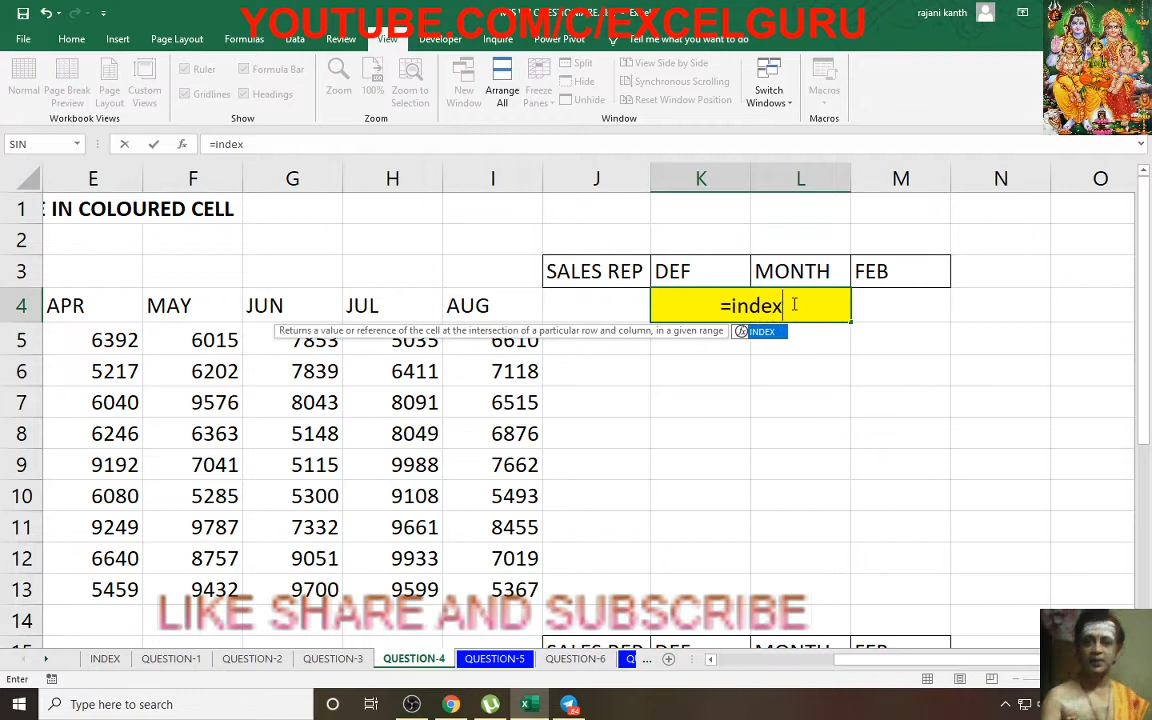 YOUTUBE.COM/C/EXCELGURU
rajani kanth
File Home Insert Page Layout Formulas Data Review View Developer Inquire Power Pivot Tell me what you want to do
Normal Page Break Preview Page Layout Custom Views
Ruler Formula Bar
Gridlines Headings
Zoom 100% Zoom to Selection
New Window Arrange All Freeze Panes
Split
Hide
Unhide
View Side by Side
Synchronous Scrolling
Reset Window Position
Switch Windows Macros
Workbook Views Show Zoom Window Macros
SIN =index
E F G H I J K L M N O
1 E IN COLOURED CELL
2
3 SALES REP DEF MONTH FEB
4 APR MAY JUN JUL AUG =index
Returns a value or reference of the cell at the intersection of a particular row and column, in a given range INDEX
5 6392 6015 7853 5035 6610
6 5217 6202 7839 6411 7118
7 6040 9576 8043 8091 6515
8 6246 6363 5148 8049 6876
9 9192 7041 5115 9988 7662
10 6080 5285 5300 9108 5493
11 9249 9787 7332 9661 8455
12 6640 8757 9051 9933 7019
13 5459 9432 9700 9599 5367
LIKE SHARE AND SUBSCRIBE
14
15 SALES REP DEF MONTH FEB
INDEX QUESTION-1 QUESTION-2 QUESTION-3 QUESTION-4 QUESTION-5 QUESTION-6 Q ...
Enter
Type here to search